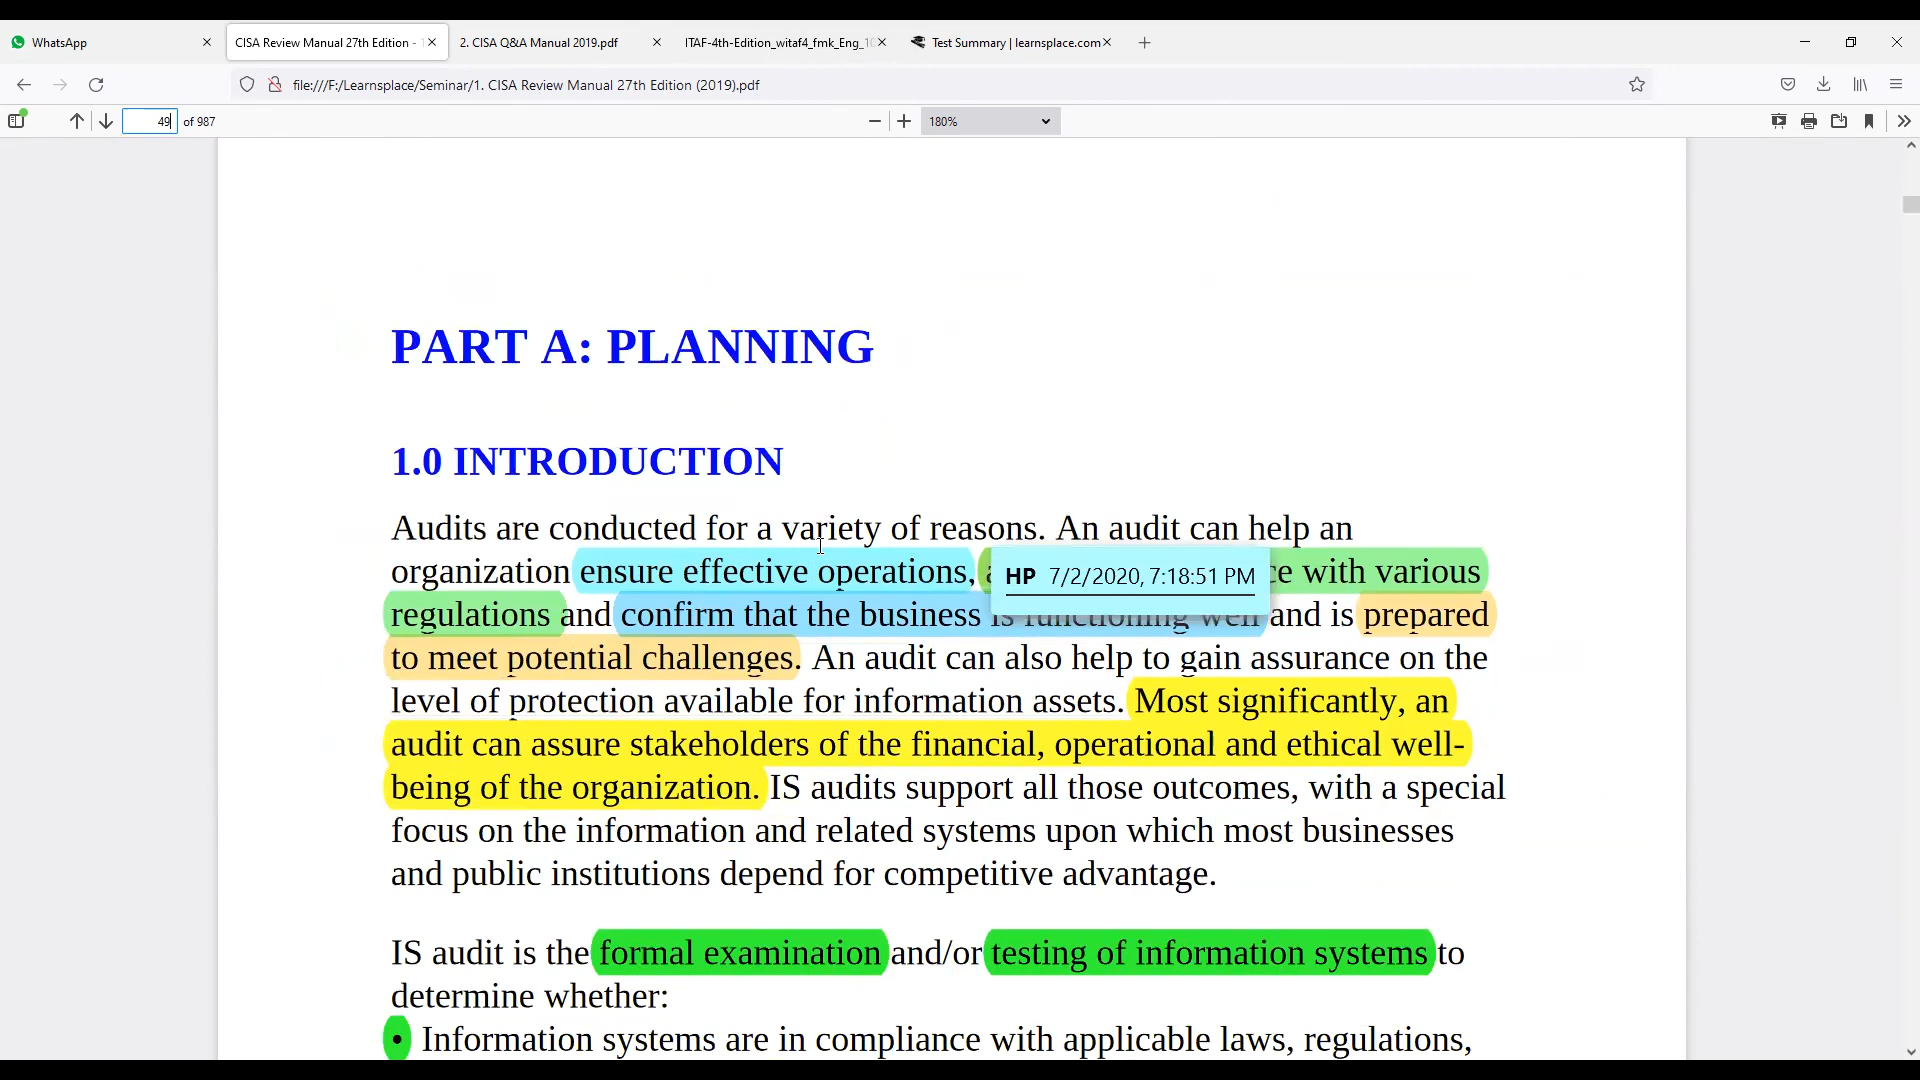 WhatsApp
CISA Review Manual 27th Edition -
2. CISA Q&A Manual 2019.pdf
ITAF-4th-Edition_witaf4_fmk_Eng_
Test Summary | learnsplace.com
file:///F:/Learnsplace/Seminar/1. CISA Review Manual 27th Edition (2019).pdf
49 of 987
180%
PART A: PLANNING
1.0 INTRODUCTION
Audits are conducted for a variety of reasons. An audit can help an
organization ensure effective operations, HP 7/2/2020, 7:18:51 PM with various
regulations and confirm that the business is functioning well and is prepared
to meet potential challenges. An audit can also help to gain assurance on the
level of protection available for information assets. Most significantly, an
audit can assure stakeholders of the financial, operational and ethical well-
being of the organization. IS audits support all those outcomes, with a special
focus on the information and related systems upon which most businesses
and public institutions depend for competitive advantage.
IS audit is the formal examination and/or testing of information systems to
determine whether:
• Information systems are in compliance with applicable laws, regulations,